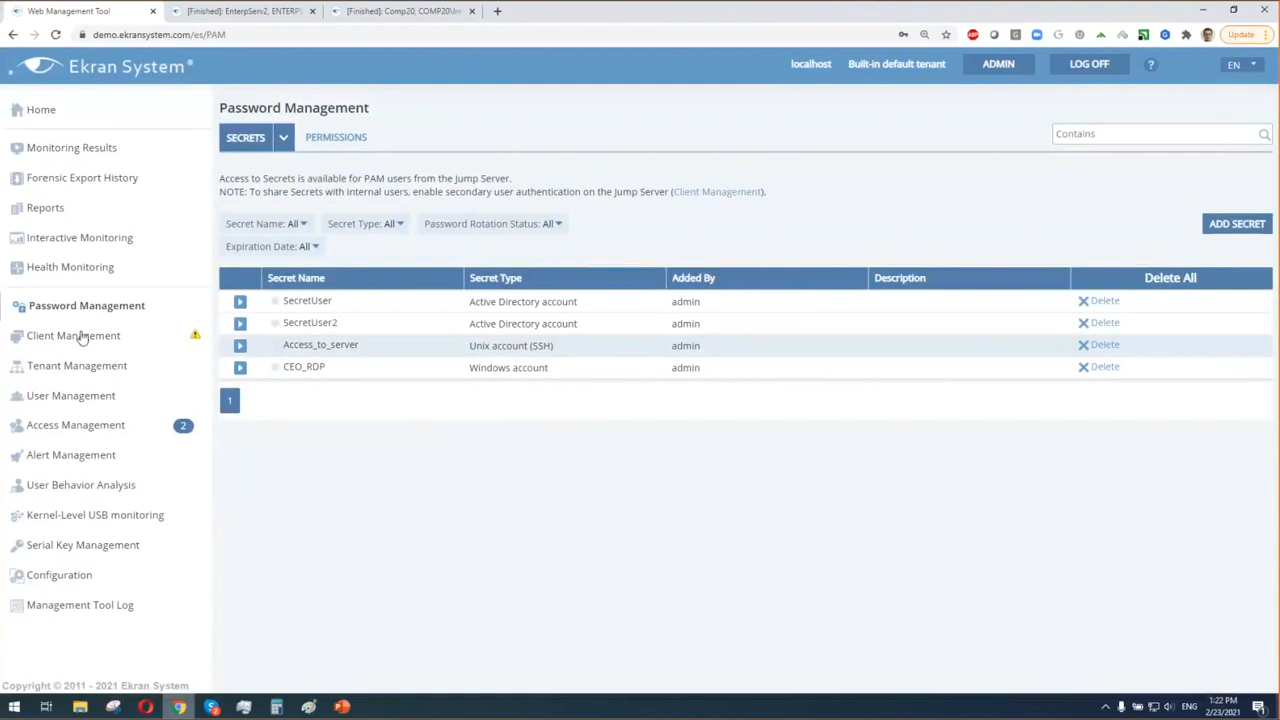 Web Management Tool
[Finished]: EnterpServ2, ENTERP
[Finished]: Comp20, COMP20\
demo.ekransystem.com/es/PAM
Update
Ekran System®
localhost
Built-in default tenant
ADMIN
LOG OFF
?
EN
Home
Monitoring Results
Forensic Export History
Reports
Interactive Monitoring
Health Monitoring
Password Management
Client Management
Tenant Management
User Management
Access Management
2
Alert Management
User Behavior Analysis
Kernel-Level USB monitoring
Serial Key Management
Configuration
Management Tool Log
Copyright © 2011 - 2021 Ekran System
Password Management
SECRETS
PERMISSIONS
Contains
Access to Secrets is available for PAM users from the Jump Server.
NOTE: To share Secrets with internal users, enable secondary user authentication on the Jump Server (Client Management).
Secret Name: All
Secret Type: All
Password Rotation Status: All
ADD SECRET
Expiration Date: All
Secret Name Secret Type Added By Description Delete All
SecretUser Active Directory account admin Delete
SecretUser2 Active Directory account admin Delete
Access_to_server Unix account (SSH) admin Delete
CEO_RDP Windows account admin Delete
1
ENG
1:22 PM
2/23/2021